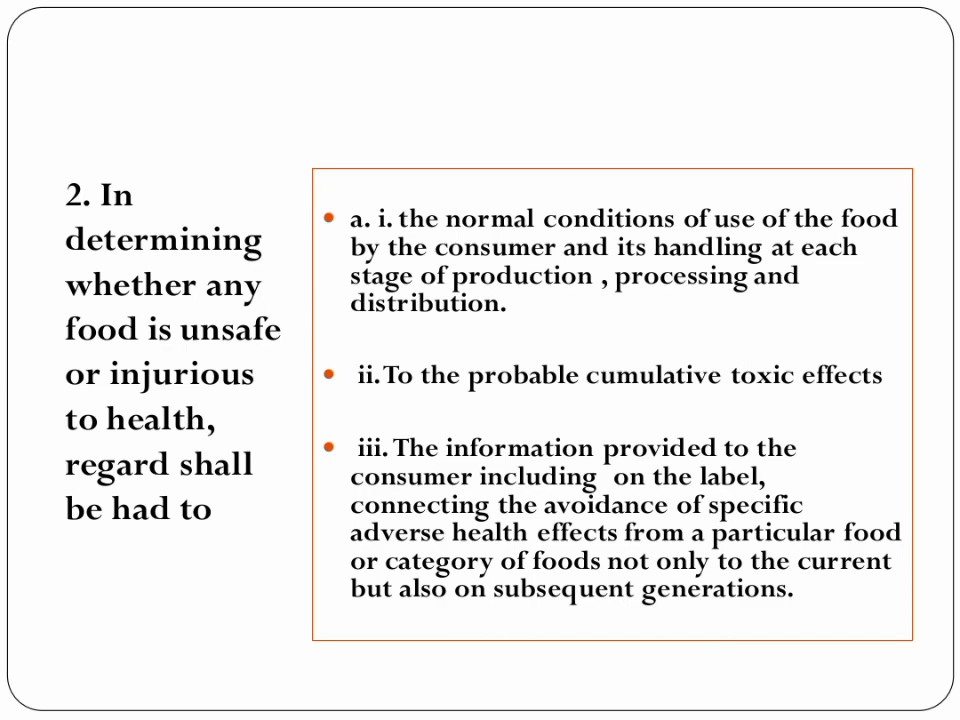 2. In
determining
whether any
food is unsafe
or injurious
to health,
regard shall
be had to
• a. i. the normal conditions of use of the food
by the consumer and its handling at each
stage of production , processing and
distribution.
• ii. To the probable cumulative toxic effects
• iii. The information provided to the
consumer including on the label,
connecting the avoidance of specific
adverse health effects from a particular food
or category of foods not only to the current
but also on subsequent generations.